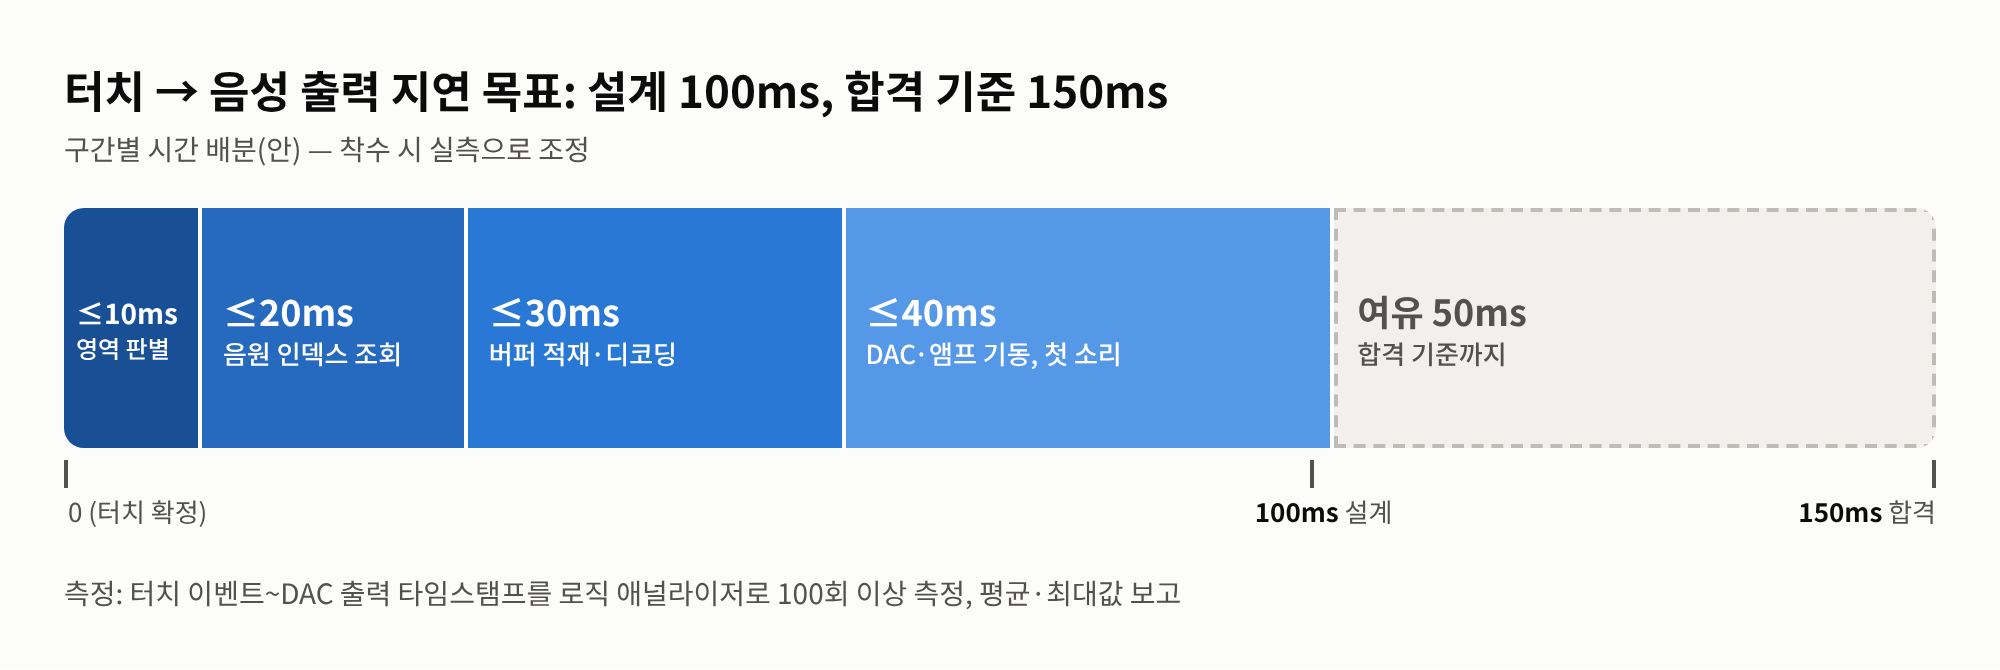 터치 → 음성 출력 지연 목표: 설계 100ms, 합격 기준 150ms
구간별 시간 배분(안) — 착수 시 실측으로 조정
≤10ms
영역 판별
≤20ms
음원 인덱스 조회
≤30ms
버퍼 적재·디코딩
≤40ms
DAC·앰프 기동, 첫 소리
여유 50ms
합격 기준까지
0 (터치 확정)
100ms 설계
150ms 합격
측정: 터치 이벤트~DAC 출력 타임스탬프를 로직 애널라이저로 100회 이상 측정, 평균·최대값 보고